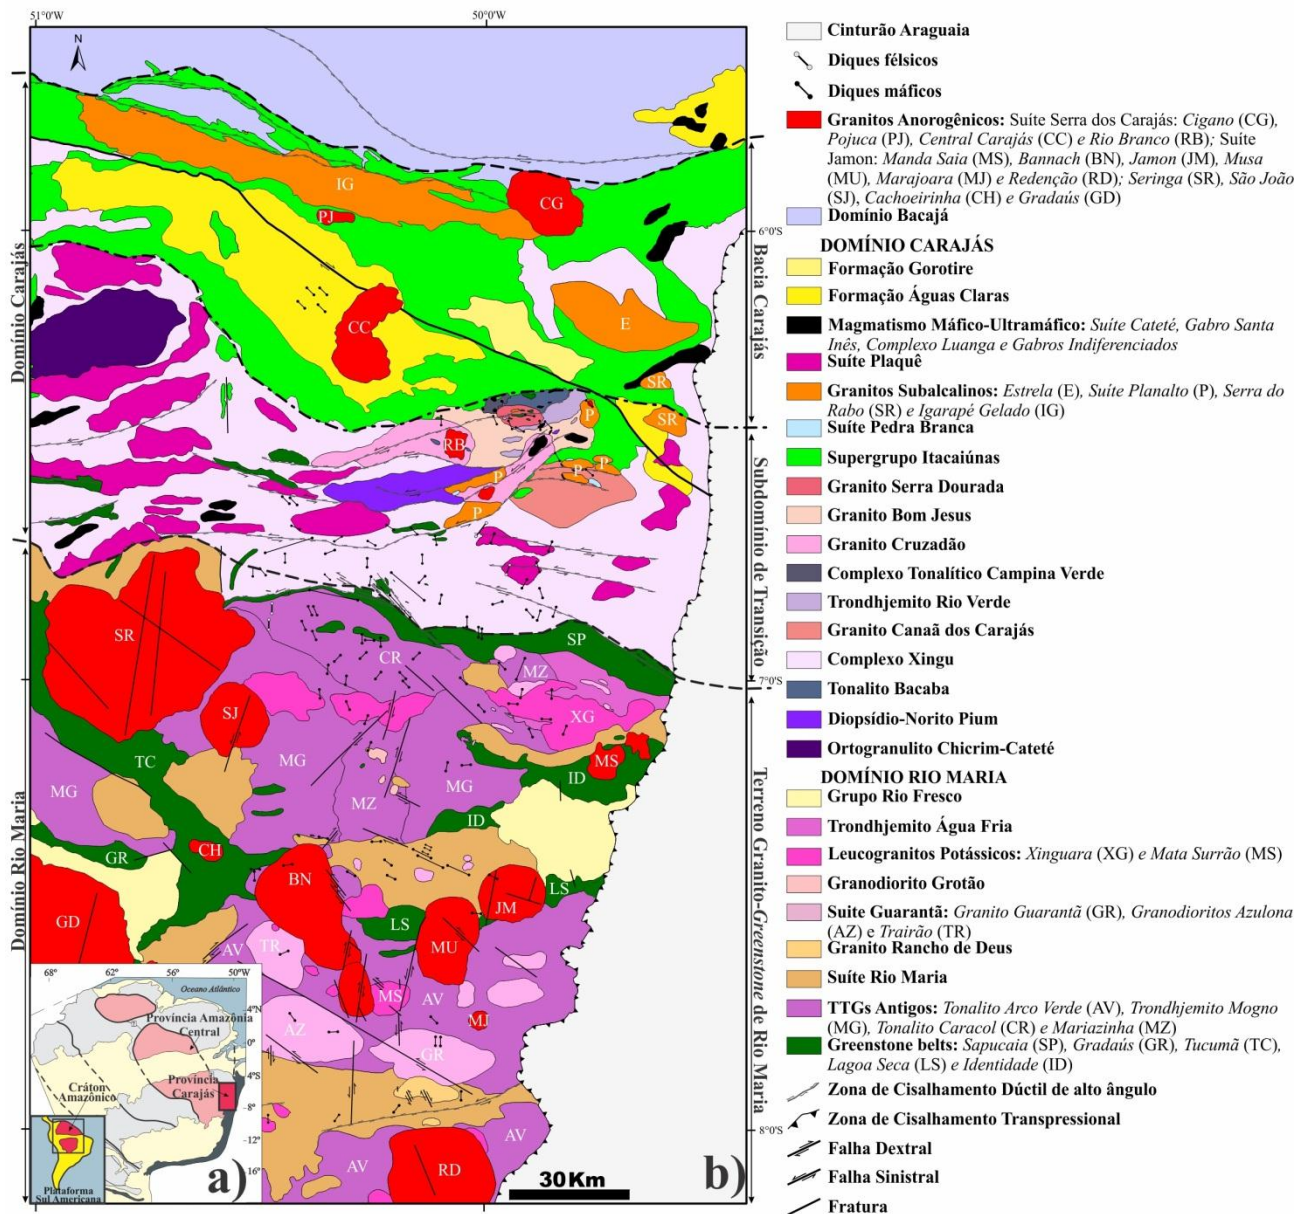 51°0'W
50°0'W
N
IG
CG
PJ
6°0'S
CC
E
SR
P
SR
RB
P
P
P
P
SP
SR
CR
MZ
7°0'S
SJ
XG
MS
TC
MG
MG
MG
ID
MZ
ID
GR
CH
BN
LS
JM
LS
GD
MU
AV
TR
MS
AV
MJ
AZ
GR
8°0'S
AV
AV
RD
30 Km
Domínio Carajás
Domínio Rio Maria
Bacia Carajás
Subdomínio de Transição
Terreno Granito-Greenstone de Rio Maria
68°
62°
56°
50°W
Oceano Atlântico
4°N
Província Amazônia
Central
0°
4°S
Província
Carajás
Cráton
Amazônico
-8°
-12°
16°
Plataforma
Sul Americana
a)
b)
Cinturão Araguaia
Diques félsicos
Diques máficos
Granitos Anorogênicos: Suíte Serra dos Carajás: Cigano (CG),
Pojuca (PJ), Central Carajás (CC) e Rio Branco (RB); Suíte
Jamon: Manda Saia (MS), Bannach (BN), Jamon (JM), Musa
(MU), Marajoara (MJ) e Redenção (RD); Seringa (SR), São João
(SJ), Cachoeirinha (CH) e Gradaús (GD)
Domínio Bacajá
DOMÍNIO CARAJÁS
Formação Gorotire
Formação Águas Claras
Magmatismo Máfico-Ultramáfico: Suíte Cateté, Gabro Santa
Inês, Complexo Luanga e Gabros Indiferenciados
Suíte Plaquê
Granitos Subalcalinos: Estrela (E), Suíte Planalto (P), Serra do
Rabo (SR) e Igarapé Gelado (IG)
Suíte Pedra Branca
Supergrupo Itacaiúnas
Granito Serra Dourada
Granito Bom Jesus
Granito Cruzadão
Complexo Tonalítico Campina Verde
Trondhjemito Rio Verde
Granito Canaã dos Carajás
Complexo Xingu
Tonalito Bacaba
Diopsídio-Norito Pium
Ortogranulito Chicrim-Cateté
DOMÍNIO RIO MARIA
Grupo Rio Fresco
Trondhjemito Água Fria
Leucogranitos Potássicos: Xinguara (XG) e Mata Surrão (MS)
Granodiorito Grotão
Suite Guarantã: Granito Guarantã (GR), Granodioritos Azulona
(AZ) e Trairão (TR)
Granito Rancho de Deus
Suíte Rio Maria
TTGs Antigos: Tonalito Arco Verde (AV), Trondhjemito Mogno
(MG), Tonalito Caracol (CR) e Mariazinha (MZ)
Greenstone belts: Sapucaia (SP), Gradaús (GR), Tucumã (TC),
Lagoa Seca (LS) e Identidade (ID)
Zona de Cisalhamento Dúctil de alto ângulo
Zona de Cisalhamento Transpressional
Falha Dextral
Falha Sinistral
Fratura